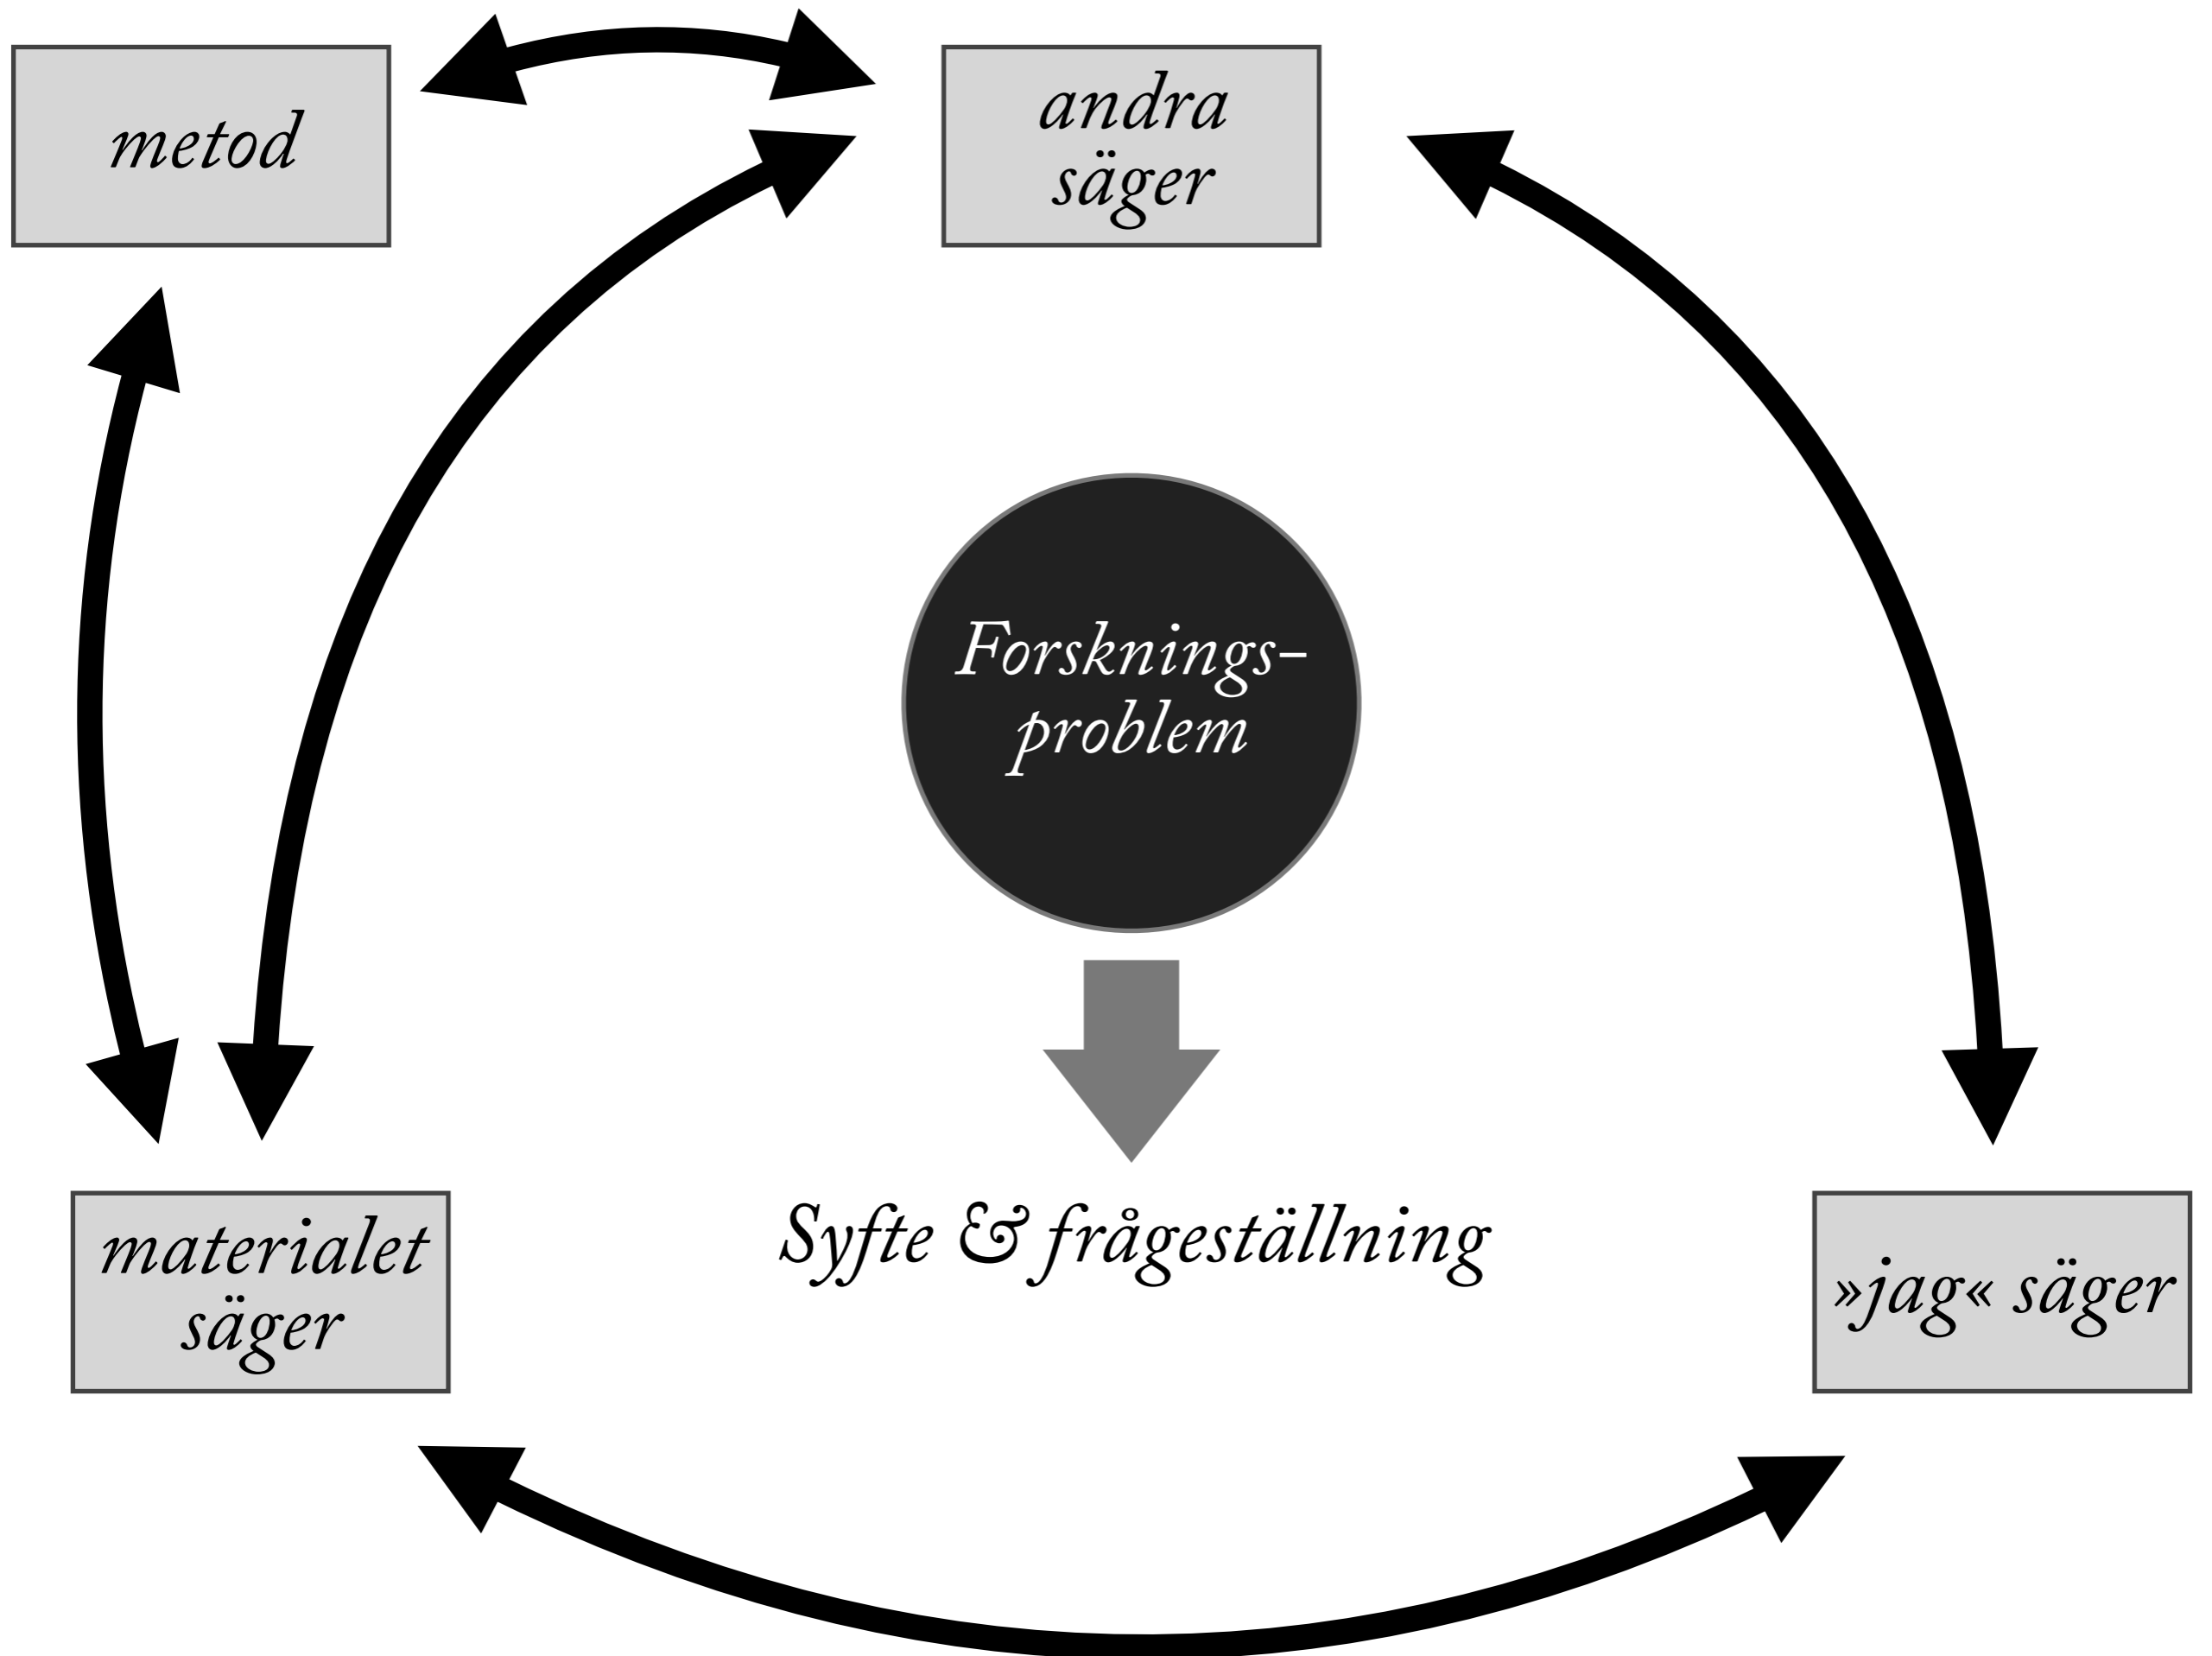 metod
andra
säger
Forsknings-
problem
Syfte & frågeställning
materialet
säger
»jag« säger